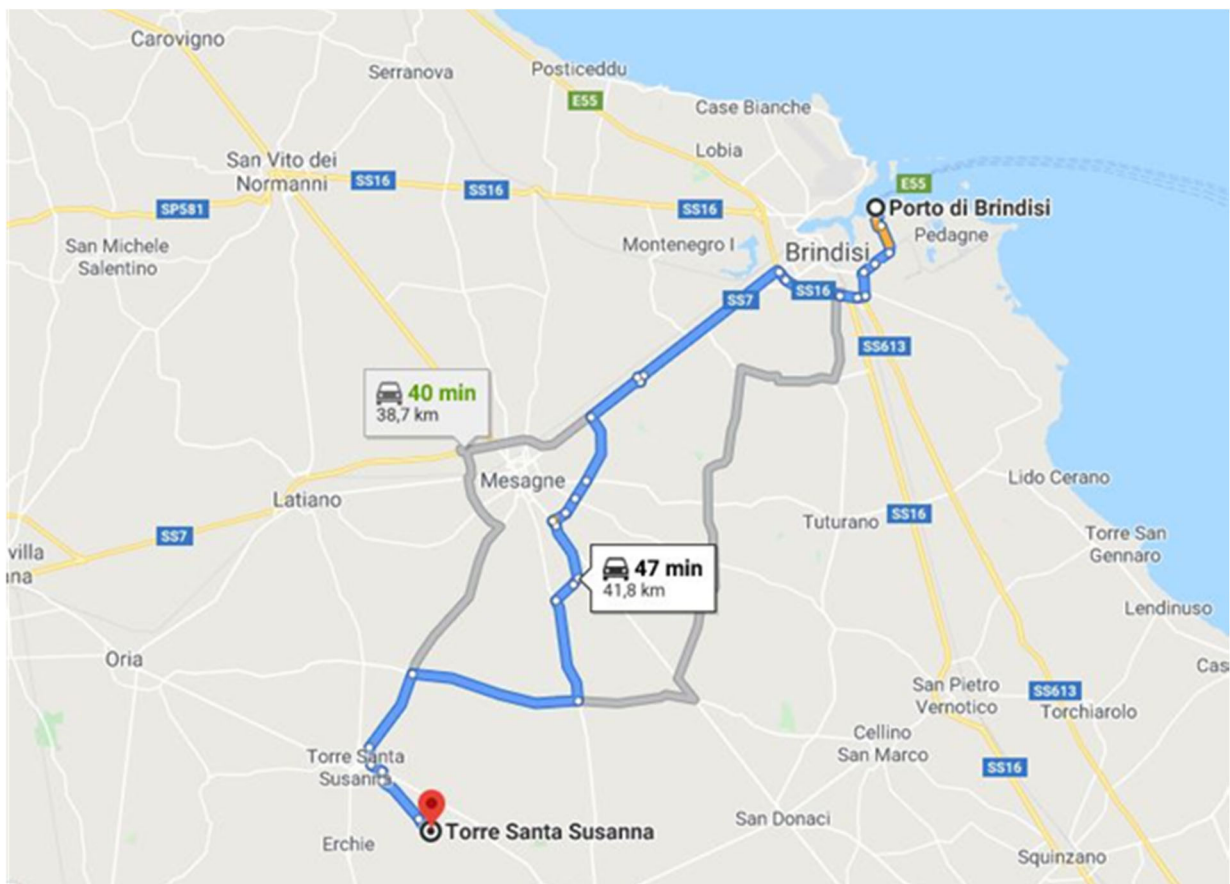 Carovigno
Serranova
Posticeddu
E55
Case Bianche
Lobia
San Vito dei
Normanni
SS16
SS16
SS16
E55
SP581
Porto di Brindisi
San Michele
Salentino
Montenegro I
Brindisi
Pedagne
SS7
SS16
SS613
40 min
38,7 km
Mesagne
Latiano
Lido Cerano
SS7
Tuturano
SS16
Torre San
Gennaro
villa
ana
47 min
41,8 km
Lendinuso
Oria
Cas
San Pietro
Vernotico
SS613
Torchiarolo
Torre Santa
Susanna
Cellino
San Marco
SS16
Torre Santa Susanna
Erchie
San Donaci
Squinzano